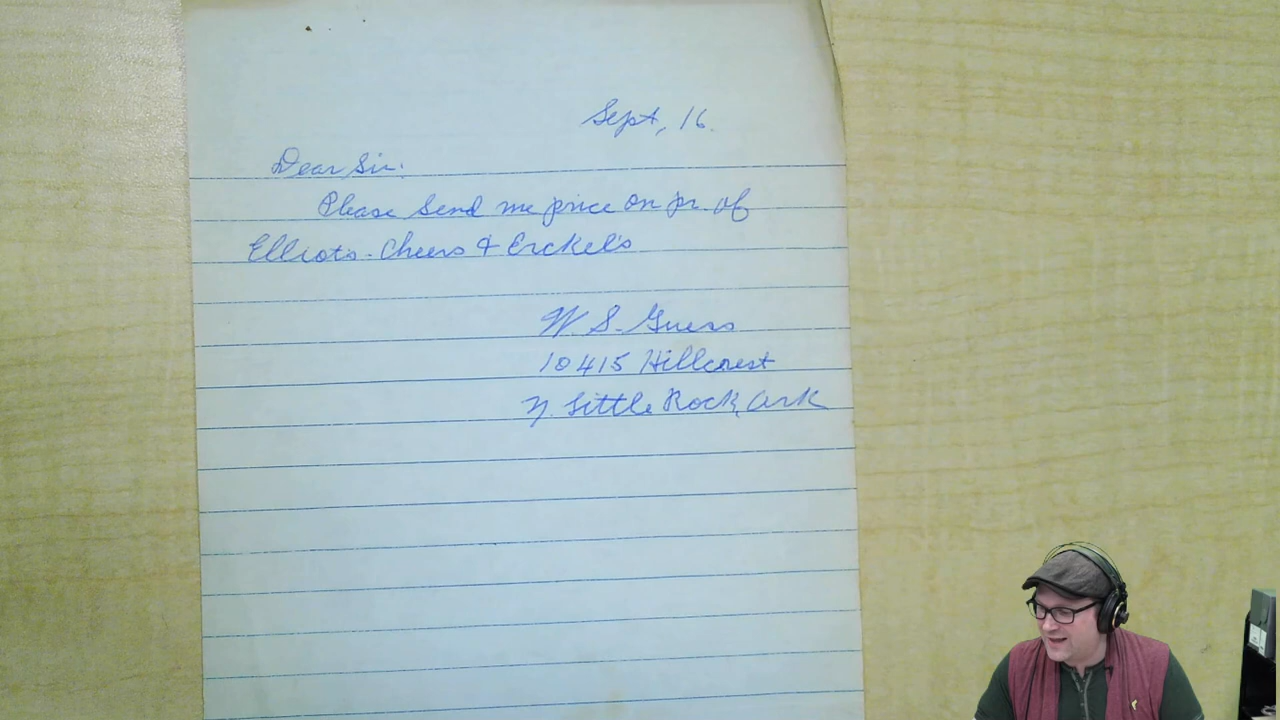 Sept, 16.
Dear Sir:
Please Send me price on pr. of
Elliots - Cheers & Erckel's
W S. Guess
10415 Hillcrest
N. Little Rock, Ark